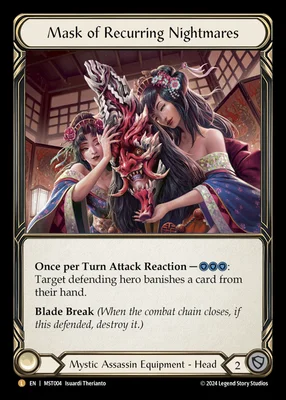 Mask of Recurring Nightmares
Once per Turn Attack Reaction —:
Target defending hero banishes a card from
their hand.
Blade Break (When the combat chain closes, if
this defended, destroy it.)
Mystic Assassin Equipment - Head
2
L EN | MST004 Isuardi Therianto
©2024 Legend Story Studios